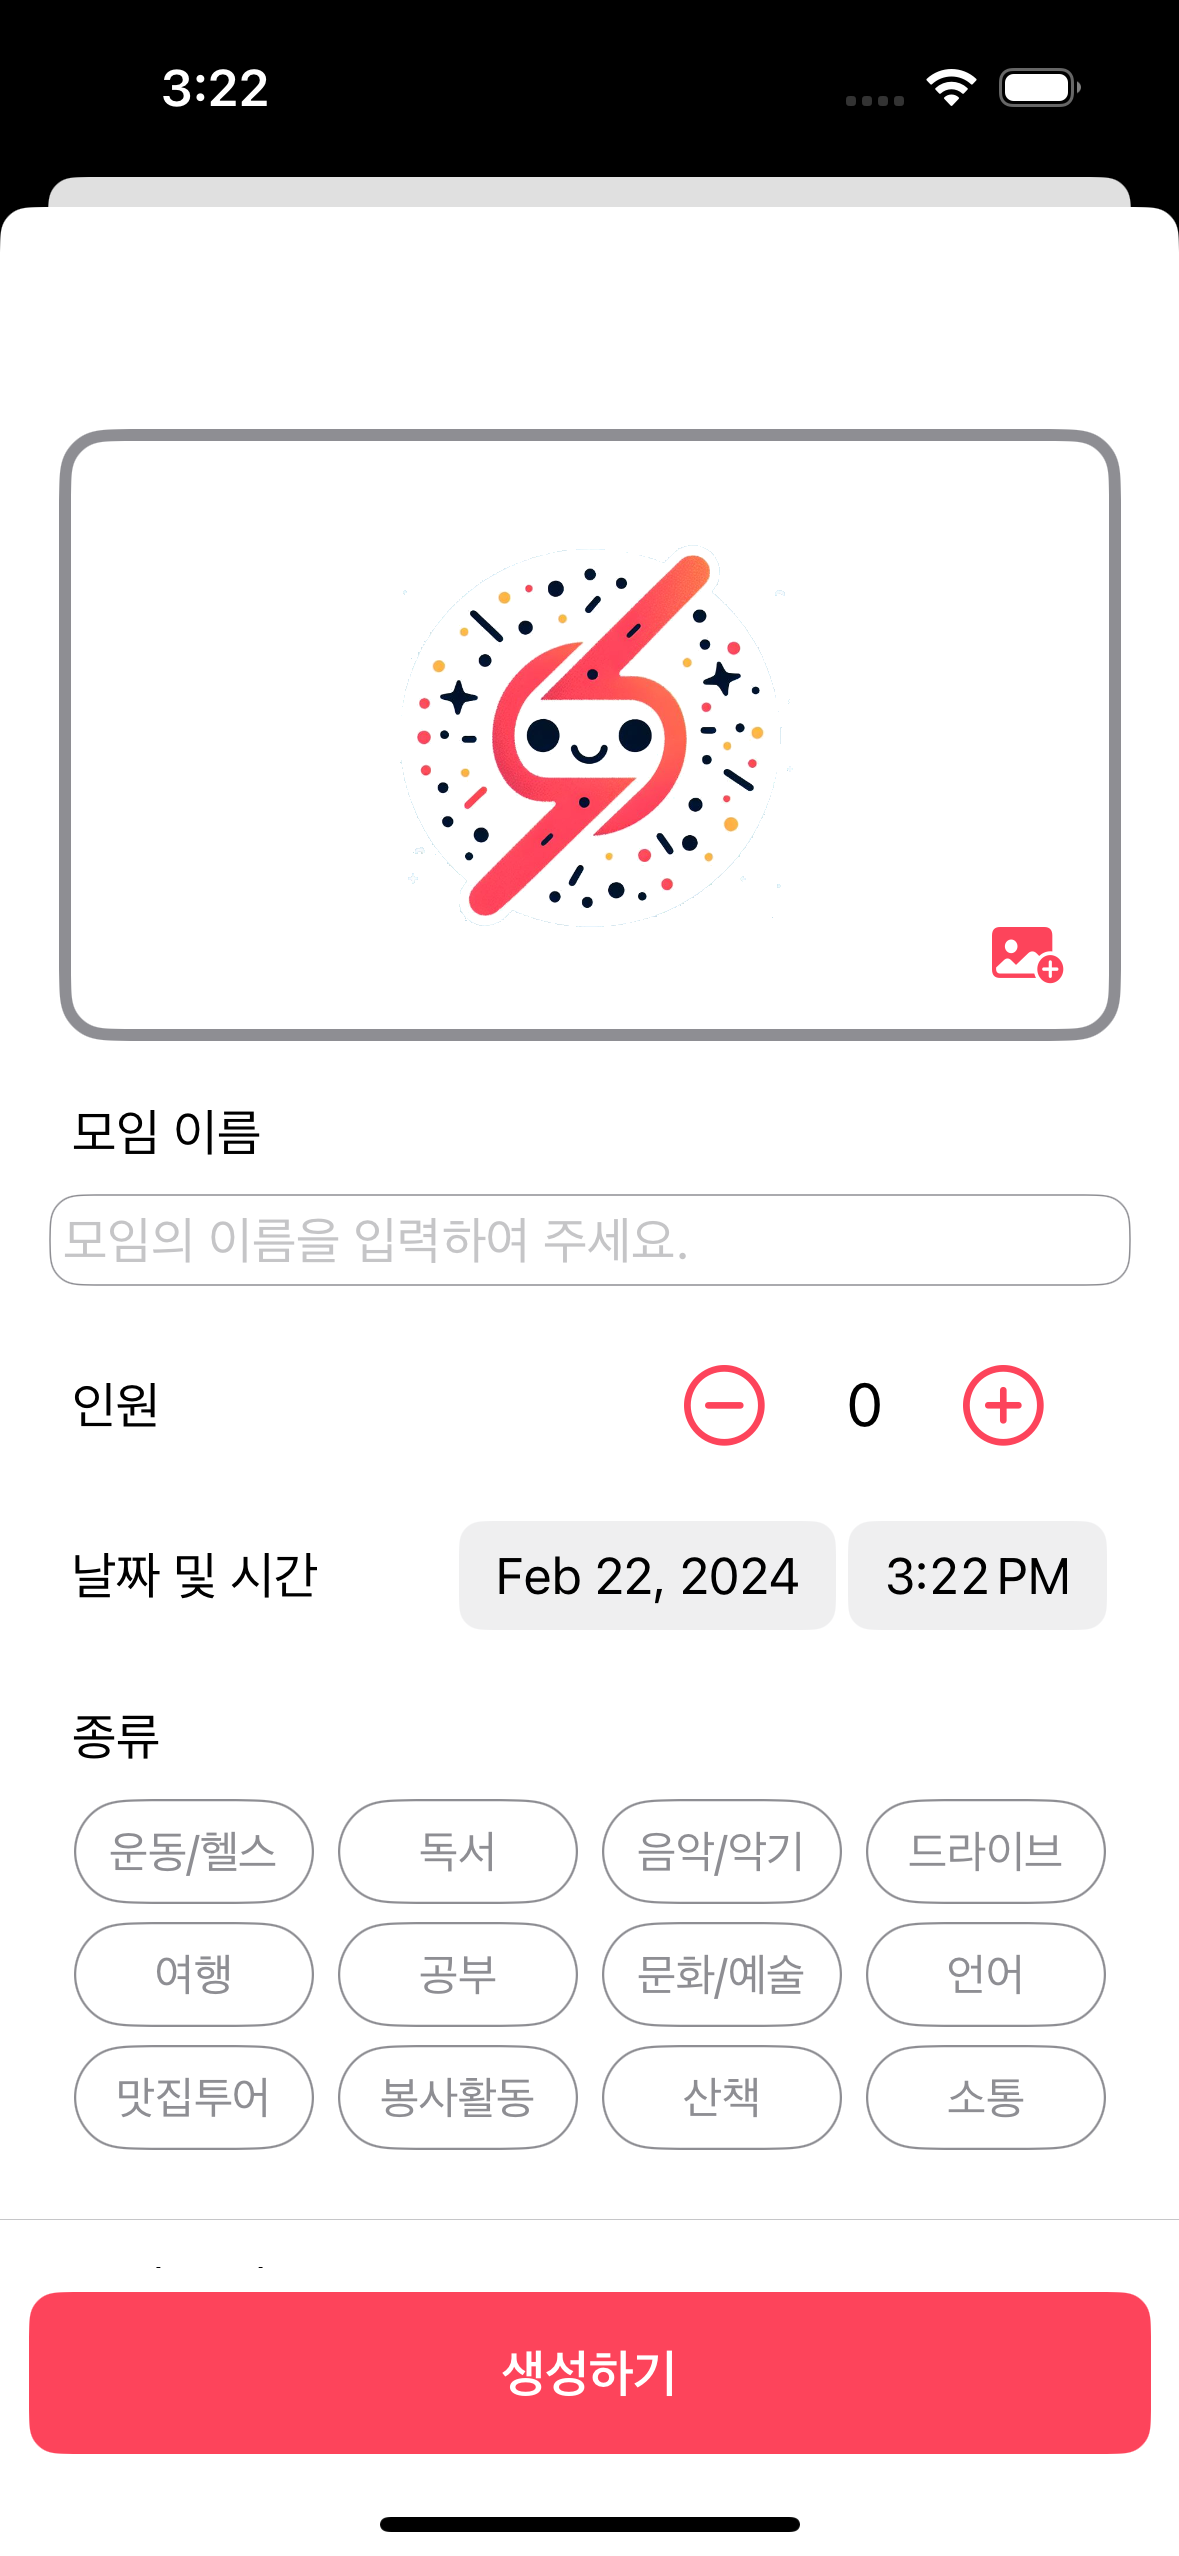 3:22
모임 이름
모임의 이름을 입력하여 주세요.
인원 0
날짜 및 시간 Feb 22, 2024 3:22 PM
종류
운동/헬스 독서 음악/악기 드라이브
여행 공부 문화/예술 언어
맛집투어 봉사활동 산책 소통
생성하기